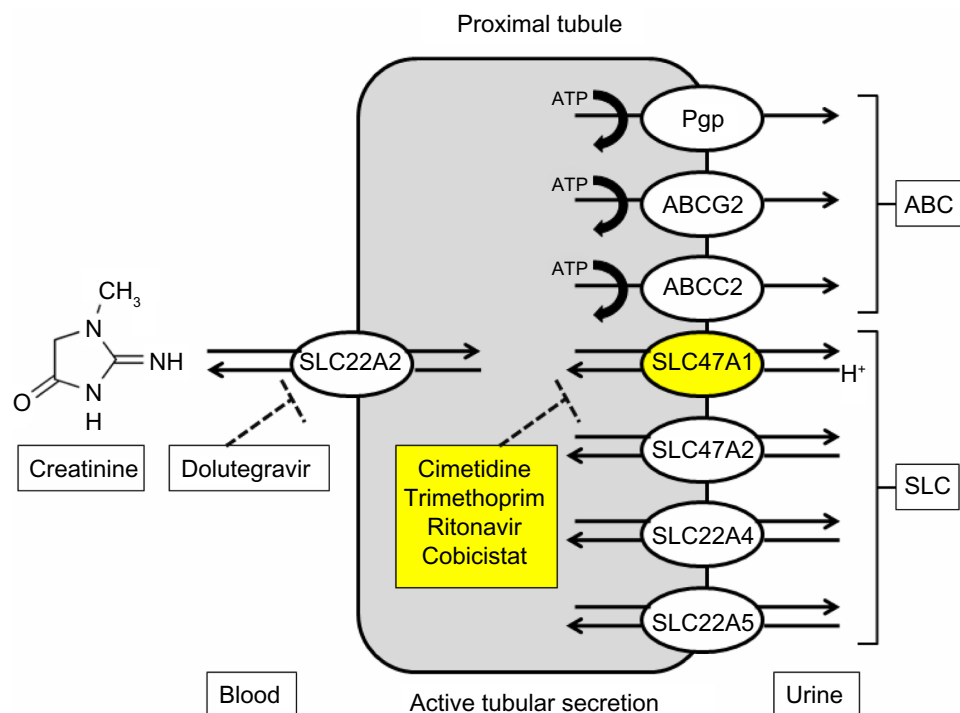 Proximal tubule
ATP
Pgp
ATP
ABCG2
ABC
ATP
ABCC2
CH₃
N
NH
N
H
O
SLC22A2
SLC47A1
H⁺
Creatinine
Dolutegravir
Cimetidine
Trimethoprim
Ritonavir
Cobicistat
SLC47A2
SLC
SLC22A4
SLC22A5
Blood
Active tubular secretion
Urine